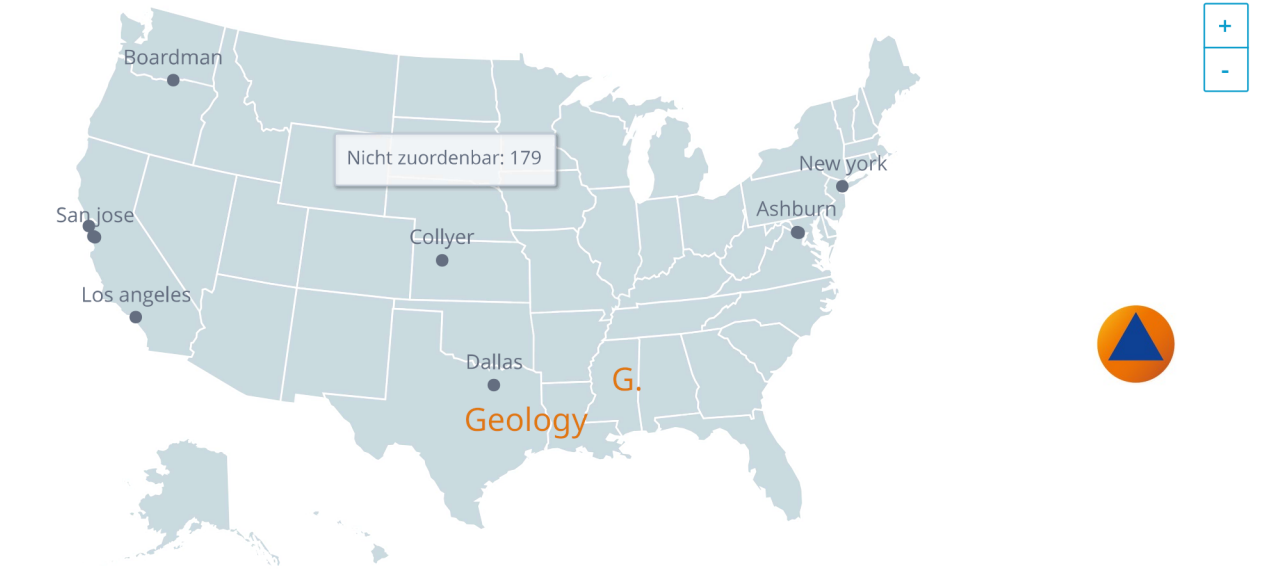 +
Boardman
-
Nicht zuordenbar: 179
New york
Ashburn
San jose
Collyer
Los angeles
Dallas
G.
Geology